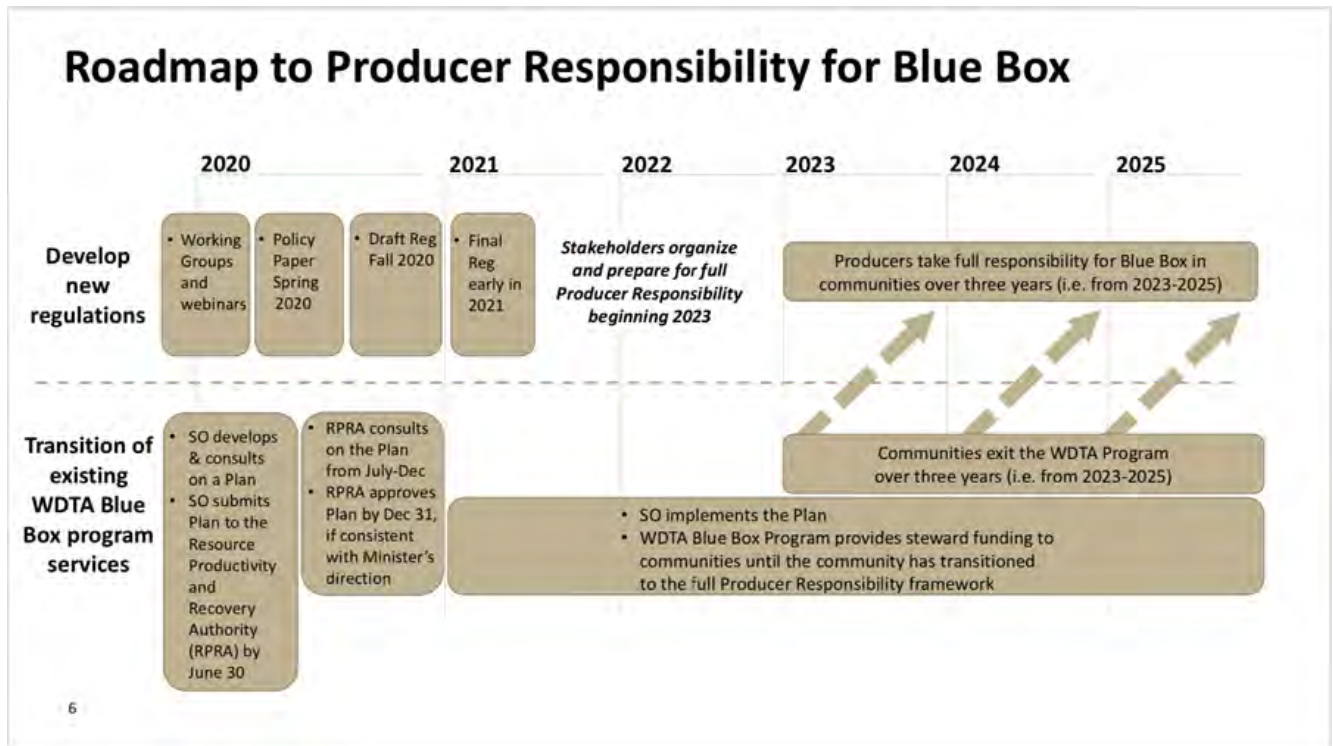 Roadmap to Producer Responsibility for Blue Box
2020
2021
2022
2023
2024
2025
Develop
new
regulations
• Working
Groups
and
webinars
• Policy
Paper
Spring
2020
• Draft Reg
Fall 2020
• Final
Reg
early in
2021
Stakeholders organize
and prepare for full
Producer Responsibility
beginning 2023
Producers take full responsibility for Blue Box in
communities over three years (i.e. from 2023-2025)
Transition of
existing
WDTA Blue
Box program
services
• SO develops
& consults
on a Plan
• SO submits
Plan to the
Resource
Productivity
and
Recovery
Authority
(RPRA) by
June 30
• RPRA consults
on the Plan
from July-Dec
• RPRA approves
Plan by Dec 31,
if consistent
with Minister's
direction
Communities exit the WDTA Program
over three years (i.e. from 2023-2025)
• SO implements the Plan
• WDTA Blue Box Program provides steward funding to
communities until the community has transitioned
to the full Producer Responsibility framework
6